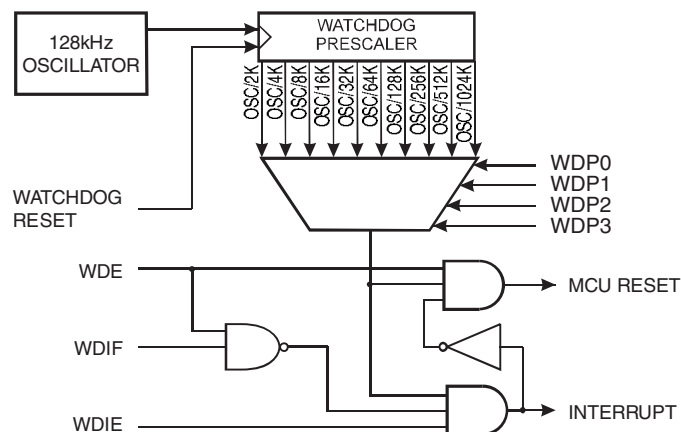 128kHz
OSCILLATOR
WATCHDOG
PRESCALER
OSC/2K
OSC/4K
OSC/8K
OSC/16K
OSC/32K
OSC/64K
OSC/128K
OSC/256K
OSC/512K
OSC/1024K
WATCHDOG
RESET
WDP0
WDP1
WDP2
WDP3
WDE
MCU RESET
WDIF
WDIE
INTERRUPT